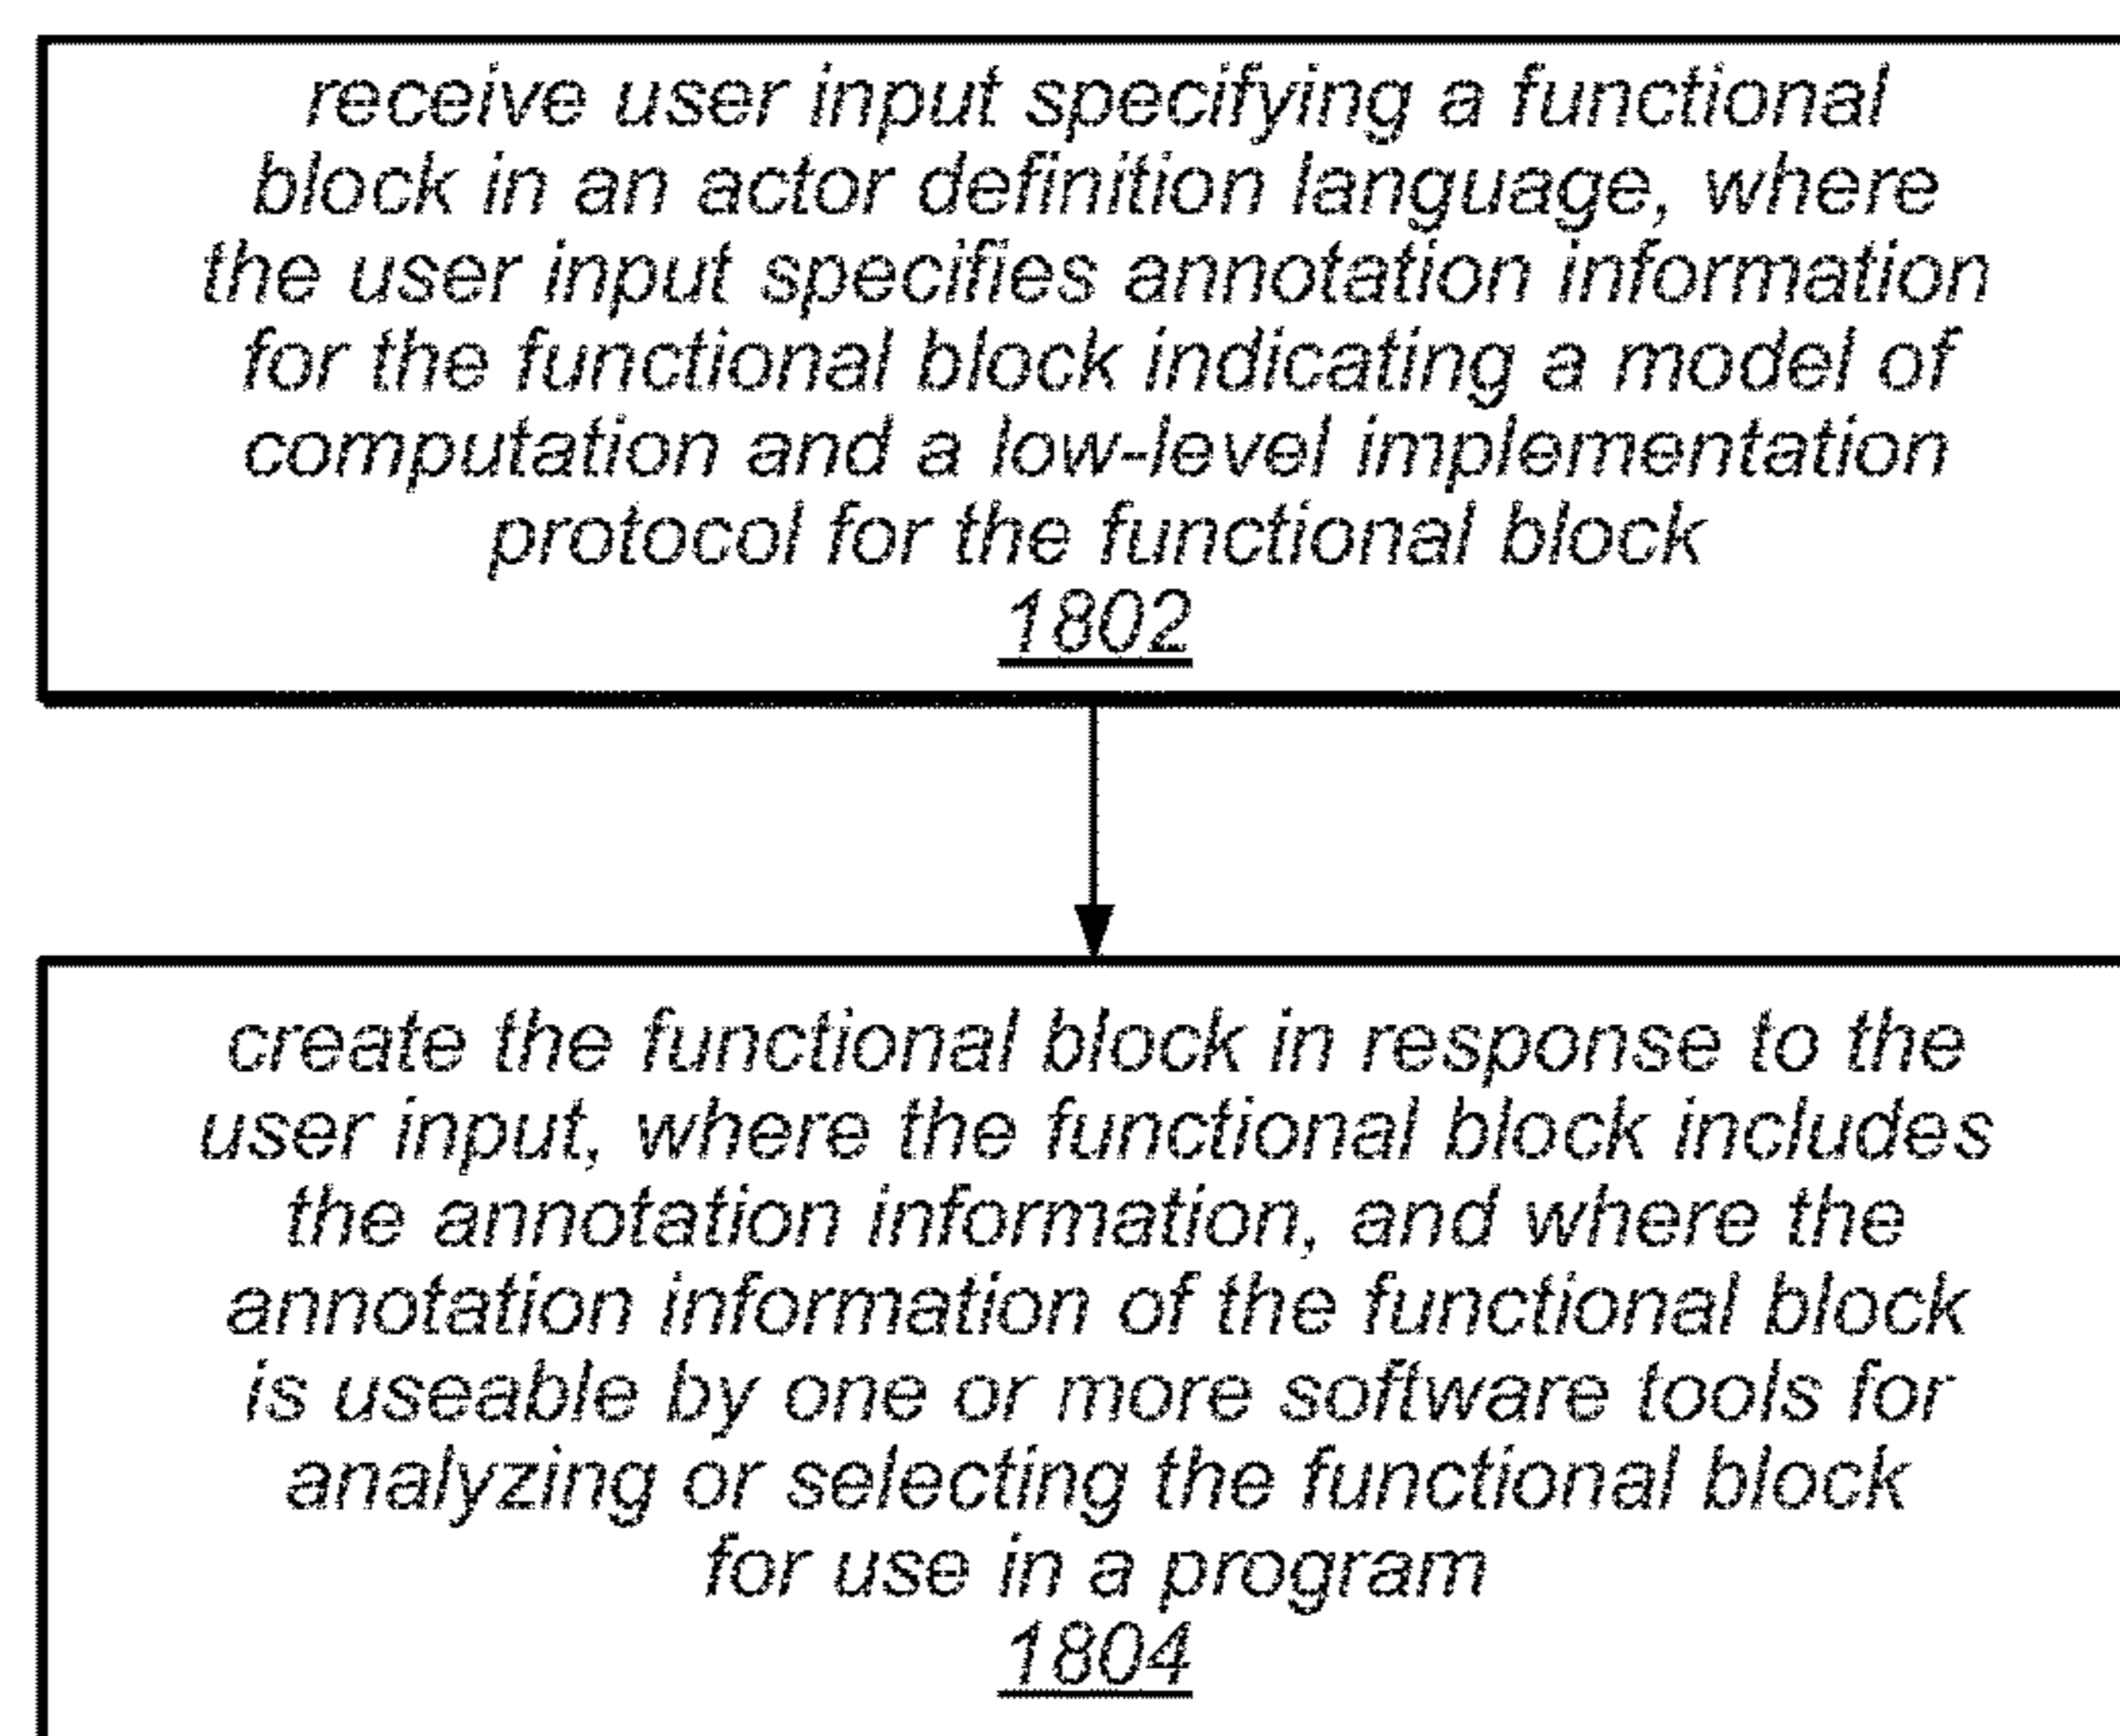 receive user input specifying a functional
block in an actor definition language, where
the user input specifies annotation information
for the functional block indicating a model of
computation and a low-level implementation
protocol for the functional block
1802
create the functional block in response to the
user input, where the functional block includes
the annotation information, and where the
annotation information of the functional block
is useable by one or more software tools for
analyzing or selecting the functional block
for use in a program
1804